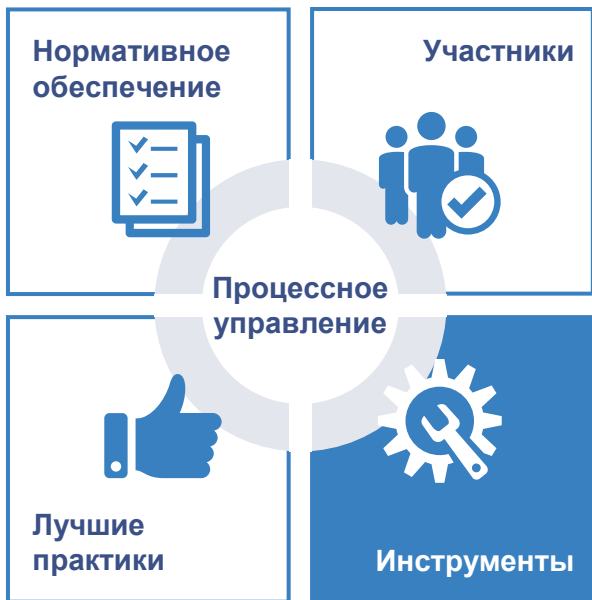 Нормативное
обеспечение
Участники
Процессное
управление
Лучшие
практики
Инструменты